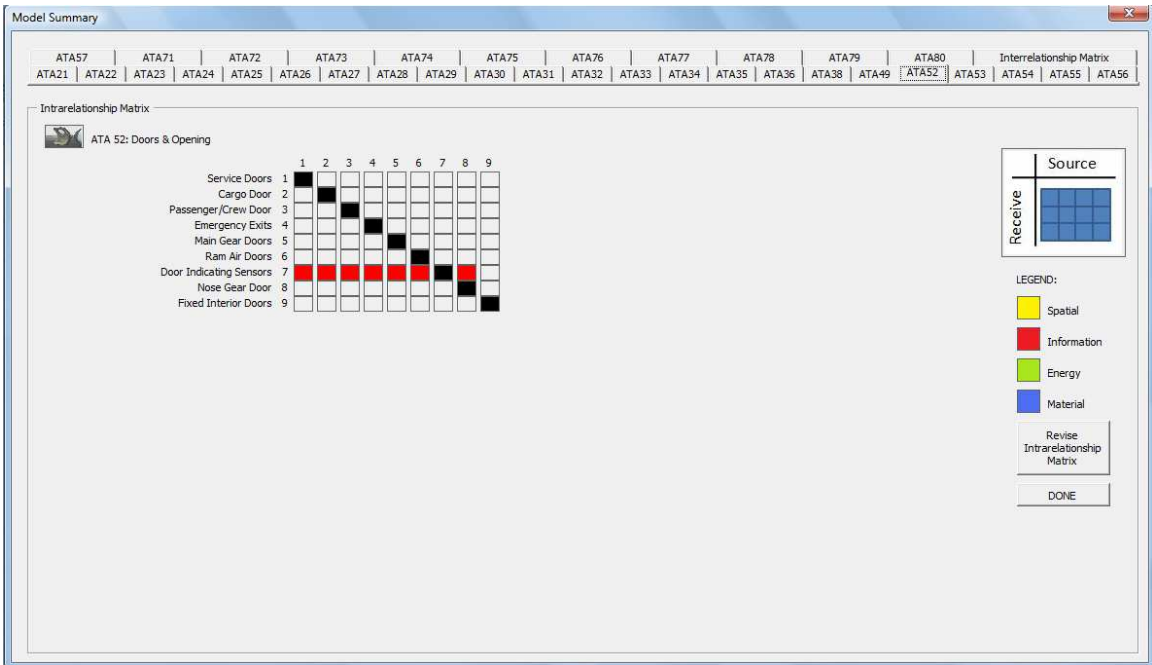 Model Summary
ATA57 ATA71 ATA72 ATA73 ATA74 ATA75 ATA76 ATA77 ATA78 ATA79 ATA80 Interrelationship Matrix
ATA21 ATA22 ATA23 ATA24 ATA25 ATA26 ATA27 ATA28 ATA29 ATA30 ATA31 ATA32 ATA33 ATA34 ATA35 ATA36 ATA38 ATA49 ATA52 ATA53 ATA54 ATA55 ATA56
Intrarelationship Matrix
ATA 52: Doors & Opening
1 2 3 4 5 6 7 8 9
Service Doors 1
Cargo Door 2
Passenger/Crew Door 3
Emergency Exits 4
Main Gear Doors 5
Ram Air Doors 6
Door Indicating Sensors 7
Nose Gear Door 8
Fixed Interior Doors 9
Source
Receive
LEGEND:
Spatial
Information
Energy
Material
Revise
Intrarelationship
Matrix
DONE